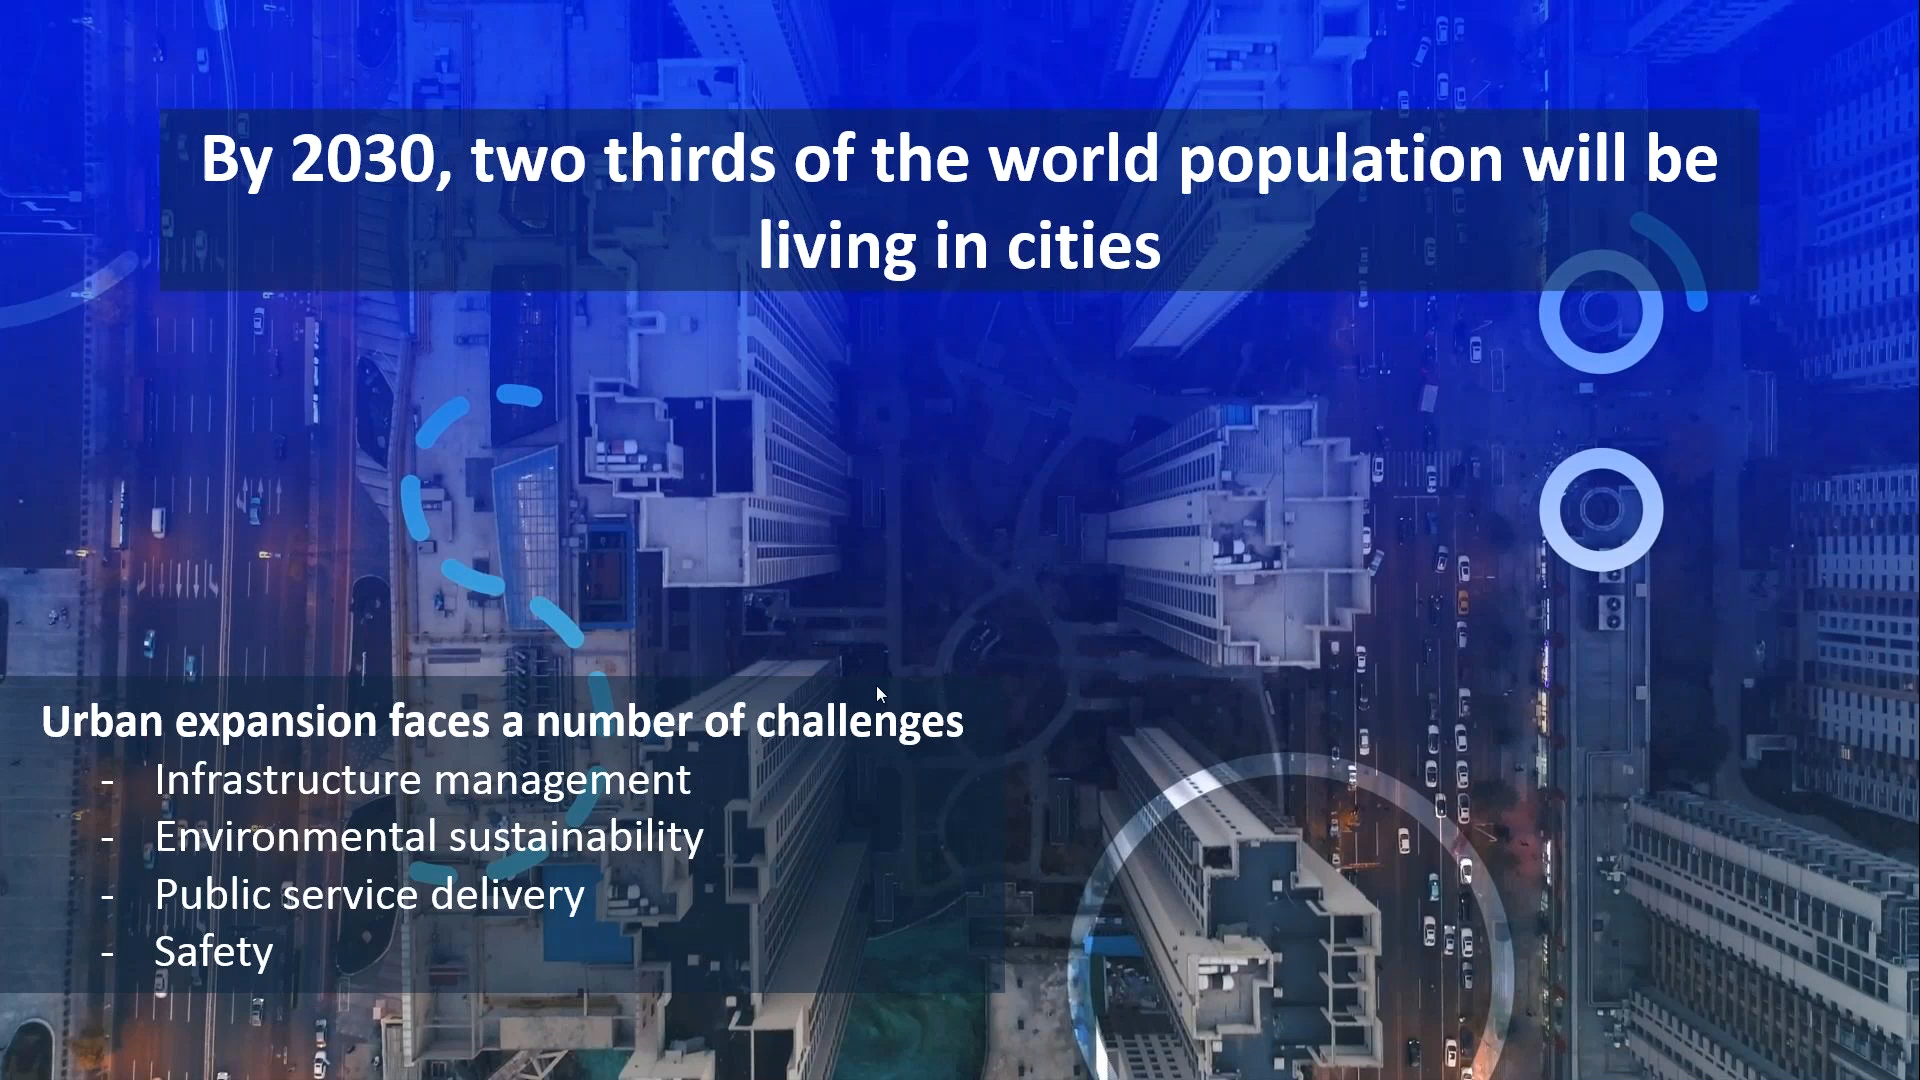 By 2030, two thirds of the world population will be
living in cities
Urban expansion faces a number of challenges
- Infrastructure management
- Environmental sustainability
- Public service delivery
- Safety